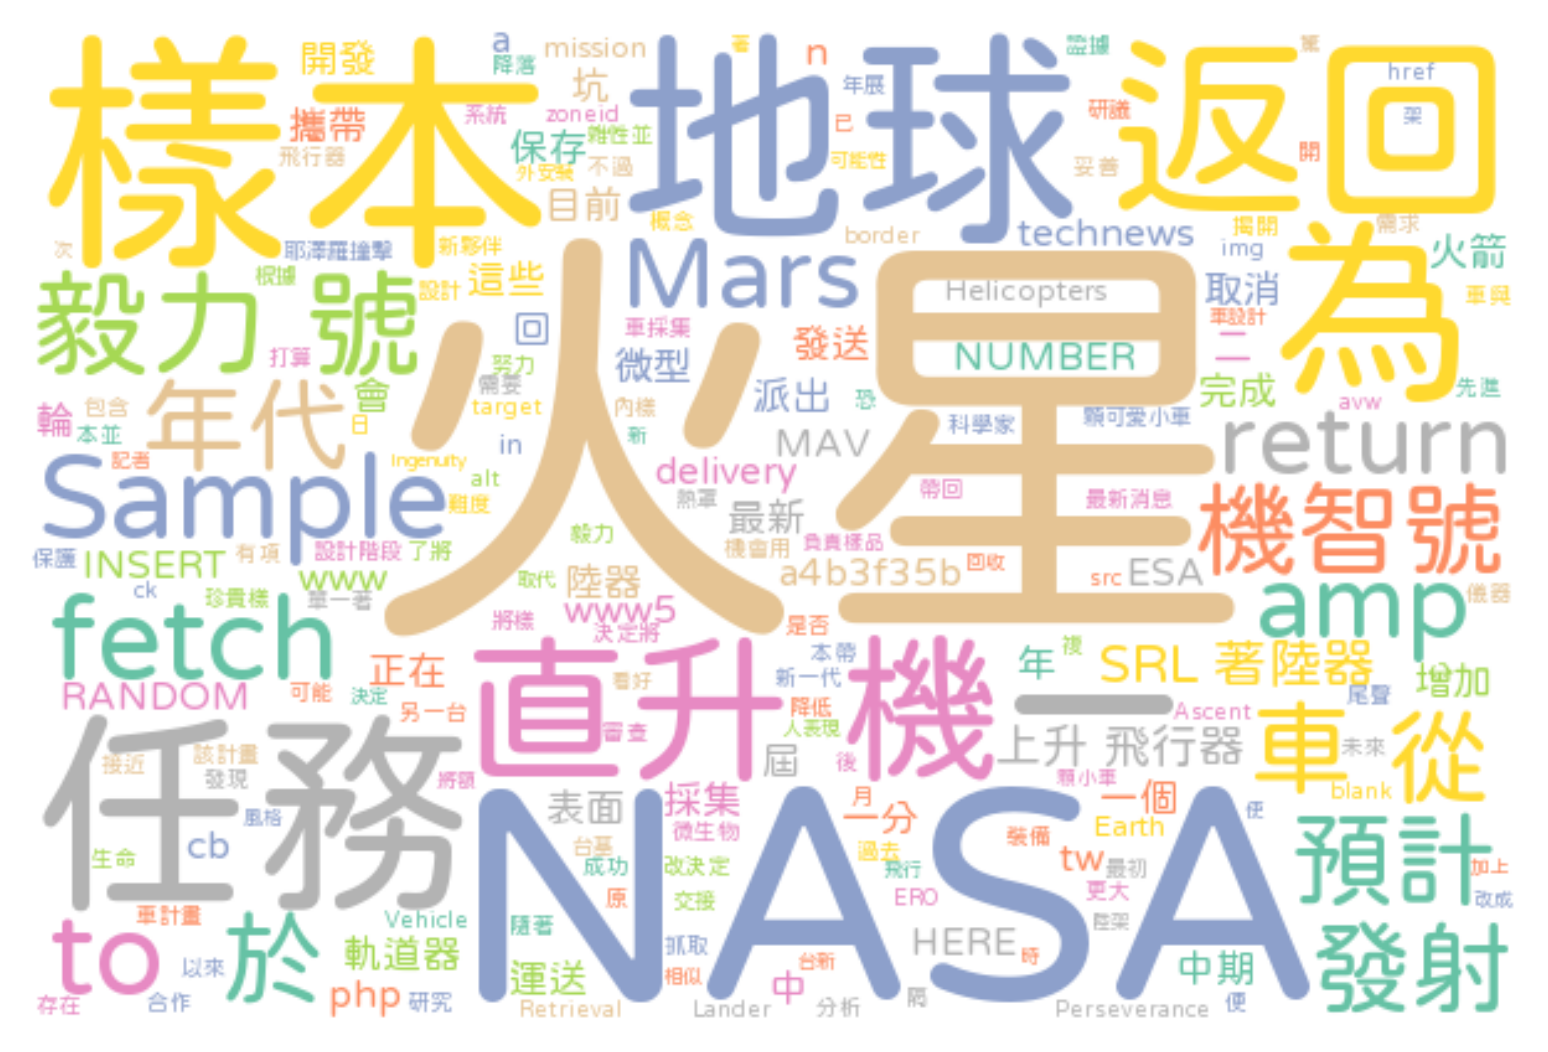 樣本
地球
返回
火星
NASA
任務
直升機
毅力 號
為
Mars
Sample
年代
return
機智號
amp
fetch
一
SRL 著陸器
車
從
上升 飛行器
預計
發射
to
於
開發
a
降落
mission
坑
著
n
證據
href
架
年展
攜帶
飛行器
系統
zoneid
保存
雜性並
外安裝
不過
目前
己
可能性
研議
妥善
開
次
耶澤羅撞擊
新夥伴
根據
設計
這些
概念
border
technews
揭開
img
需求
火箭
Helicopters
取消
車與
車設計
二
打算
回
努力
需要
target
車採集
微型
發送
NUMBER
派出
恐
完成
先進
avw
輪
包含
本並
會
日
記者
Ingenuity
in
alt
難度
內樣
新
MAV
科學家
顆可愛小車
delivery
熱罩
最新
帶回
最新消息
保護
INSERT
有項
設計階段
了將
毅力
機會用
負責樣品
ck
www
珍貴樣
單一著
取代
陸器
www5
a4b3f35b
回收
src
ESA
儀器
將樣
決定將
是否
RANDOM
可能
正在
決定
另一台
看好
審查
本帶
新一代
降低
人表現
年
複
增加
尾聲
Ascent
接近
該計畫
發現
將額
屆
後
顆小車
未來
風格
cb
生命
表面
採集
微生物
月
一分
一個
Earth
blank
便
台基
成功
改決定
過去
飛行
裝備
tw
最初
更大
加上
改成
車計畫
Vehicle
隨著
原
交接
ERO
陸架
以來
軌道器
抓取
HERE
時
中期
存在
合作
php
研究
運送
相似
台新
中
Retrieval
Lander
分析
隔
Perseverance
便